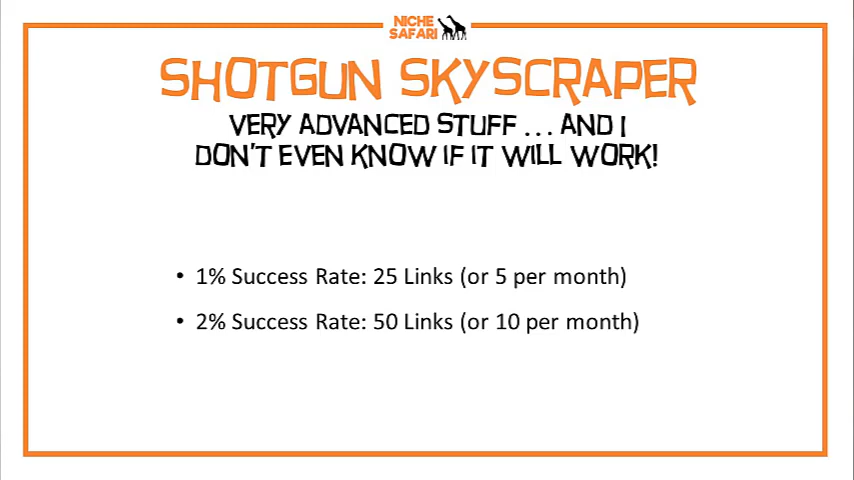 NICHE
SAFARI
SHOTGUN SKYSCRAPER
VERY ADVANCED STUFF ... AND I
DON'T EVEN KNOW IF IT WILL WORK!
• 1% Success Rate: 25 Links (or 5 per month)
• 2% Success Rate: 50 Links (or 10 per month)